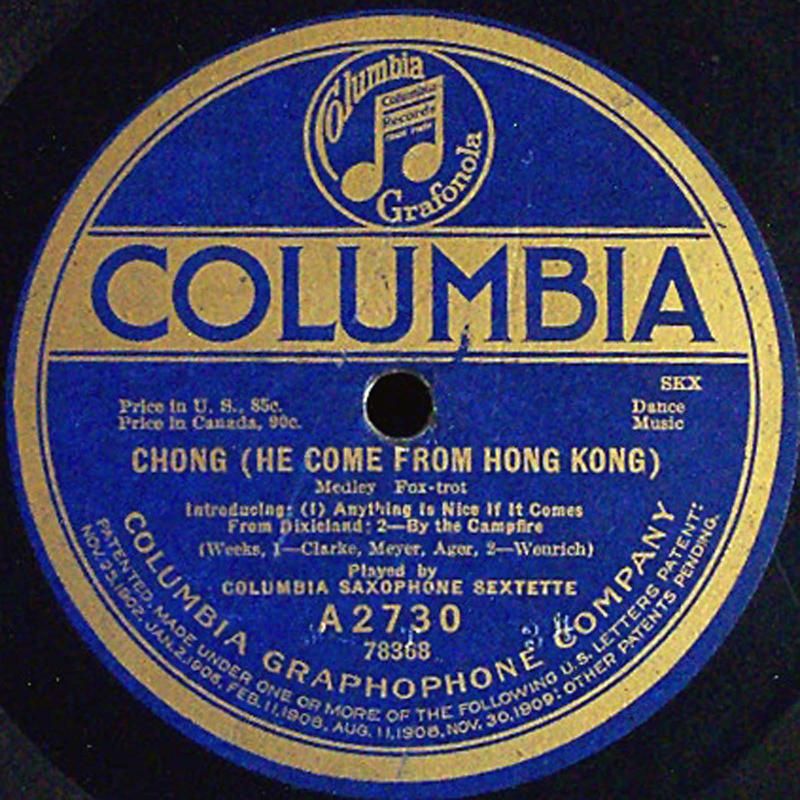 Columbia
Columbia
Records
Grafonola
COLUMBIA
SKX
Price in U. S., 85c.
Price in Canada, 90c.
Dance
Music
CHONG (HE COME FROM HONG KONG)
Medley Fox-trot
Introducing: (1) Anything Is Nice If It Comes
From Dixieland; 2—By the Campfire
(Weeks, 1—Clarke, Meyer, Ager, 2—Wenrich)
Played by
COLUMBIA SAXOPHONE SEXTETTE
A2730
78368
COLUMBIA GRAPHOPHONE COMPANY
PATENTED, MADE UNDER ONE OR MORE OF THE FOLLOWING U.S. LETTERS PATENT:
NOV. 25, 1902; JAN. 2, 1906, FEB. 11, 1908, AUG. 11, 1908, NOV. 30, 1909; OTHER PATENTS PENDING.